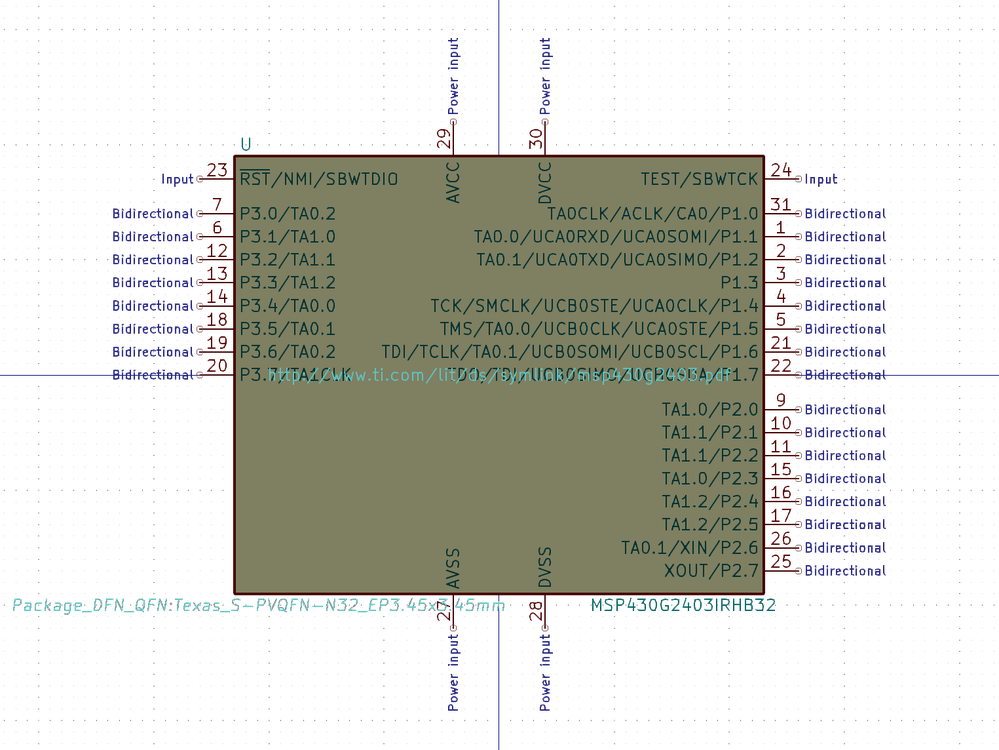 Power input
Power input
29
30
U
AVCC
DVCC
Input 23 RST/NMI/SBWTDIO
TEST/SBWTCK 24 Input
Bidirectional 7 P3.0/TA0.2
TA0CLK/ACLK/CA0/P1.0 31 Bidirectional
Bidirectional 6 P3.1/TA1.0
TA0.0/UCA0RXD/UCA0SOMI/P1.1 1 Bidirectional
Bidirectional 12 P3.2/TA1.1
TA0.1/UCA0TXD/UCA0SIMO/P1.2 2 Bidirectional
Bidirectional 13 P3.3/TA1.2
P1.3 3 Bidirectional
Bidirectional 14 P3.4/TA0.0
TCK/SMCLK/UCB0STE/UCA0CLK/P1.4 4 Bidirectional
Bidirectional 18 P3.5/TA0.1
TMS/TA0.0/UCB0CLK/UCA0STE/P1.5 5 Bidirectional
Bidirectional 19 P3.6/TA0.2
TDI/TCLK/TA0.1/UCB0SOMI/UCB0SCL/P1.6 21 Bidirectional
Bidirectional 20 P3.7/TA1CLK
http://www.ti.com/lit/ds/symlink/msp430g2403.pdf
22 Bidirectional
TA1.0/P2.0 9 Bidirectional
TA1.1/P2.1 10 Bidirectional
TA1.1/P2.2 11 Bidirectional
TA1.0/P2.3 15 Bidirectional
TA1.2/P2.4 16 Bidirectional
TA1.2/P2.5 17 Bidirectional
TA0.1/XIN/P2.6 26 Bidirectional
XOUT/P2.7 25 Bidirectional
AVSS
DVSS
Package_DFN_QFN:Texas_S-PVQFN-N32_EP3.45x3.45mm
MSP430G2403IRHB32
27
28
Power input
Power input